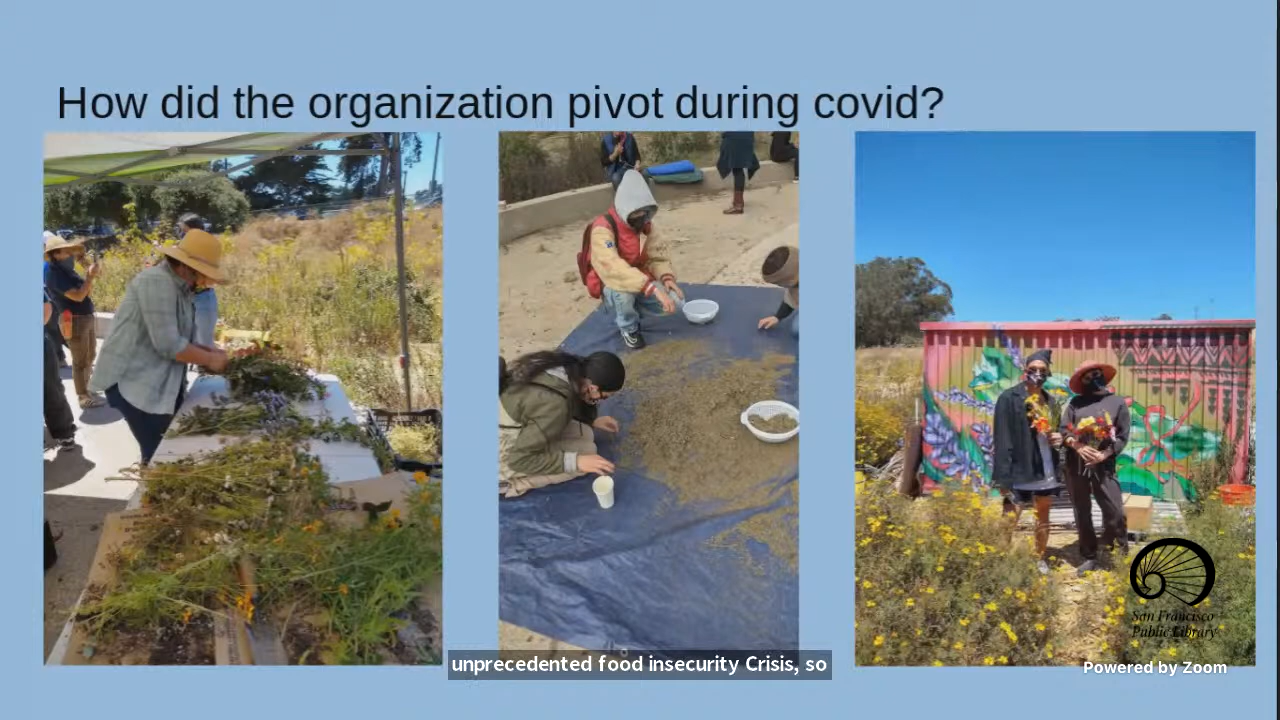 How did the organization pivot during covid?
San Francisco
Public Library
unprecedented food insecurity Crisis, so
Powered by Zoom